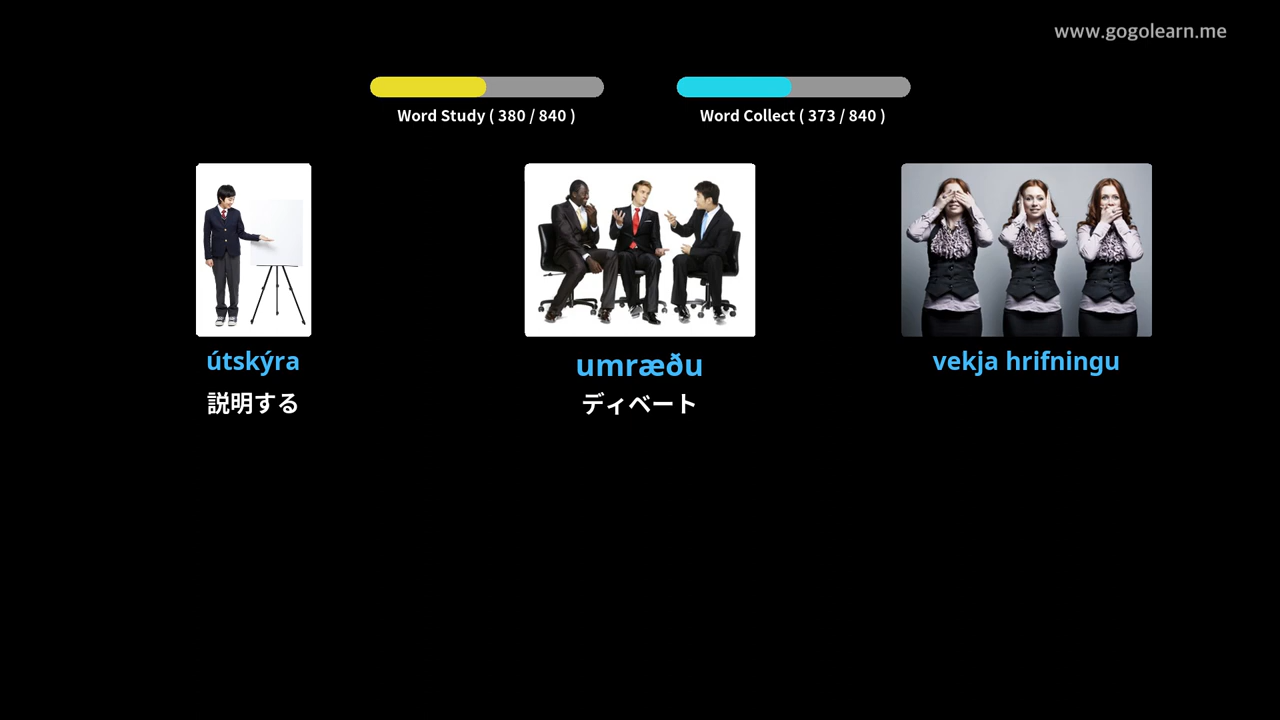 www.gogolearn.me
Word Study ( 380 / 840 )
Word Collect ( 373 / 840 )
útskýra
umræðu
vekja hrifningu
説明する
ディベート